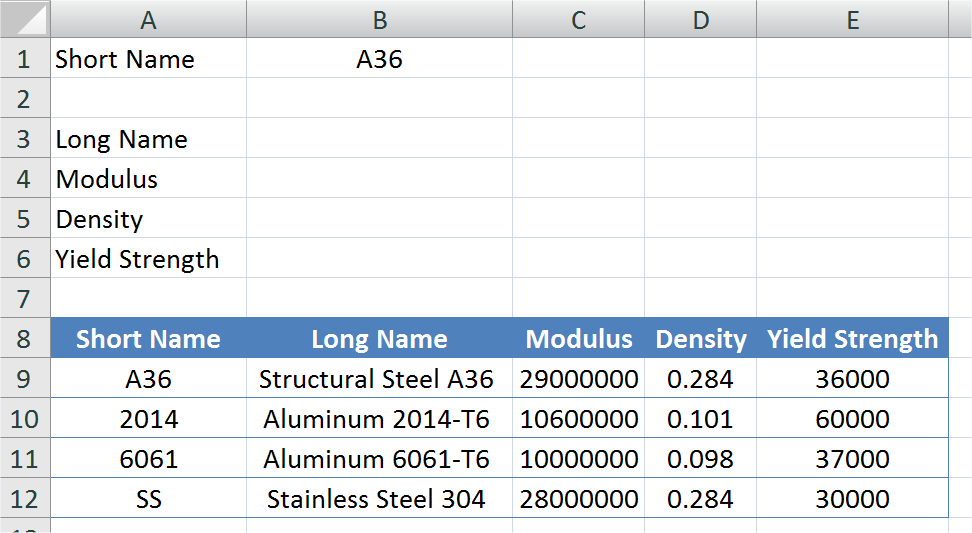 A B C D E
1 Short Name A36
2
3 Long Name
4 Modulus
5 Density
6 Yield Strength
7
8 Short Name Long Name Modulus Density Yield Strength
9 A36 Structural Steel A36 29000000 0.284 36000
10 2014 Aluminum 2014-T6 10600000 0.101 60000
11 6061 Aluminum 6061-T6 10000000 0.098 37000
12 SS Stainless Steel 304 28000000 0.284 30000